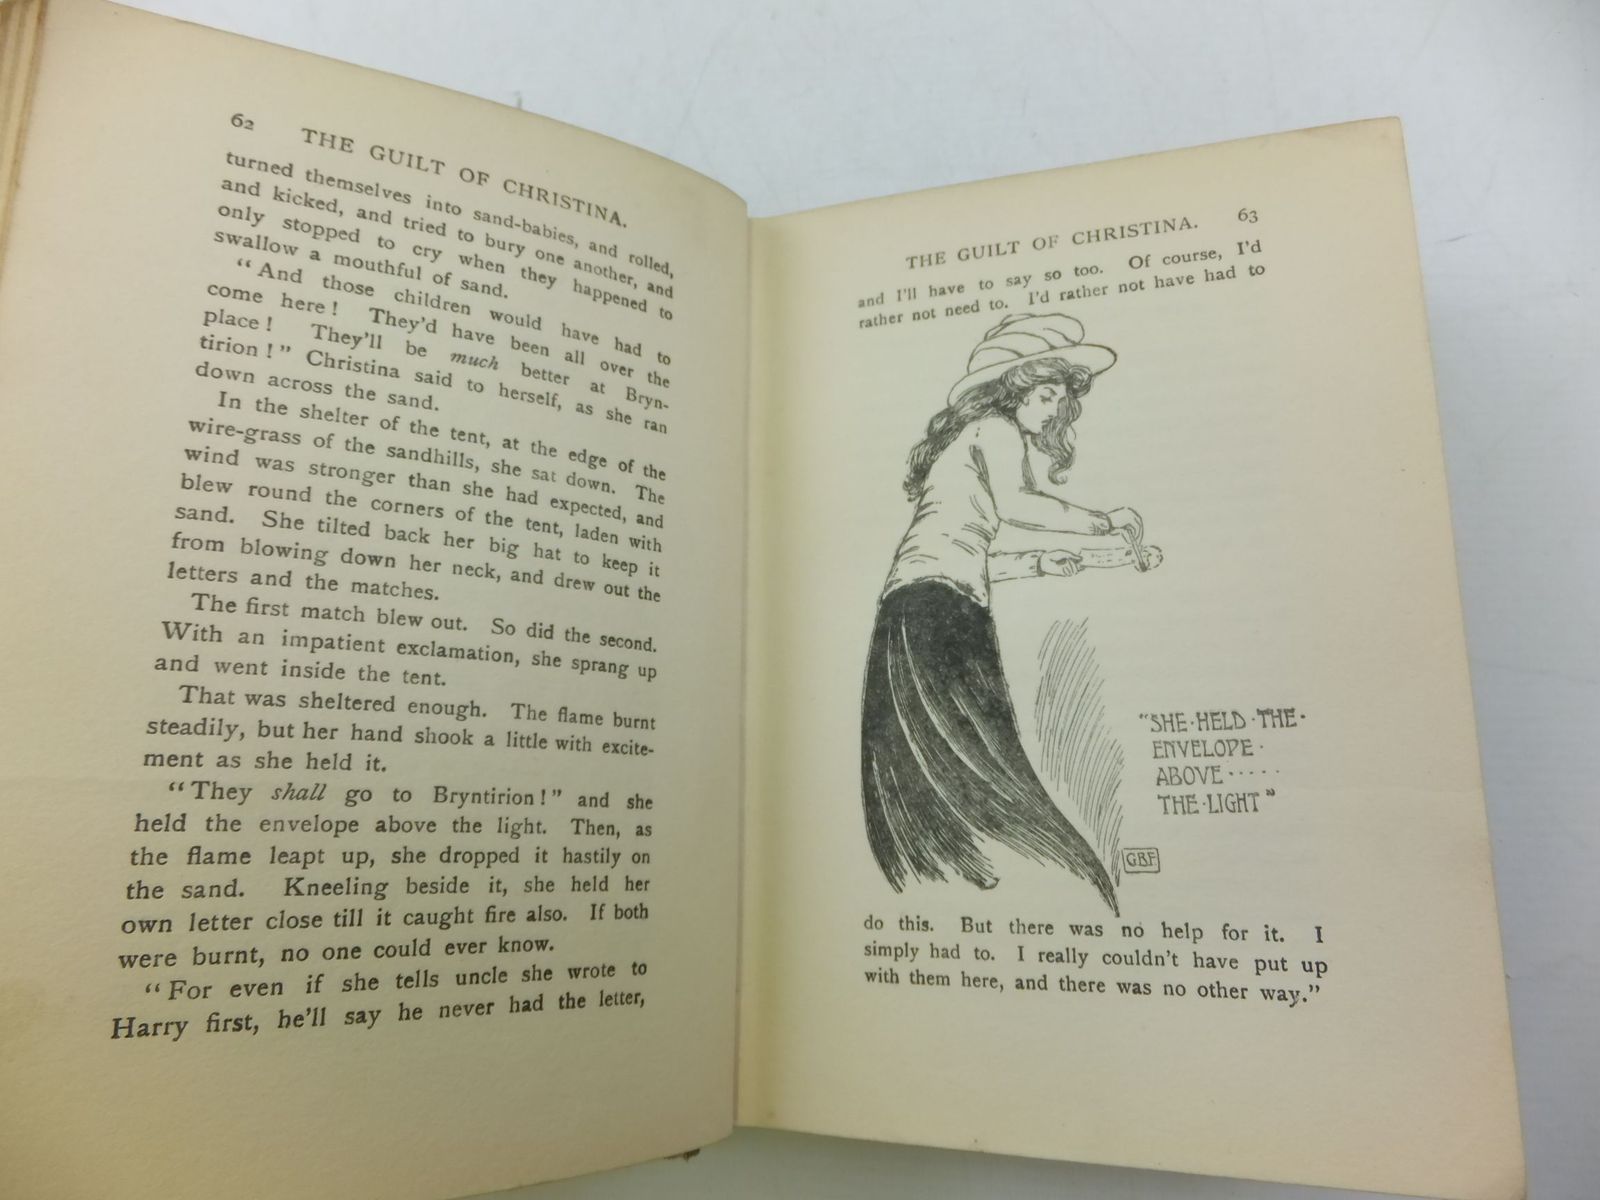 62 THE GUILT OF CHRISTINA.
turned themselves into sand-babies, and rolled,
and kicked, and tried to bury one another, and
only stopped to cry when they happened to
swallow a mouthful of sand.
"And those children would have had to
come here! They'd have been all over the
place! They'll be much better at Bryn-
tirion!" Christina said to herself, as she ran
down across the sand.
In the shelter of the tent, at the edge of the
wire-grass of the sandhills, she sat down. The
wind was stronger than she had expected, and
blew round the corners of the tent, laden with
sand. She tilted back her big hat to keep it
from blowing down her neck, and drew out the
letters and the matches.
The first match blew out. So did the second.
With an impatient exclamation, she sprang up
and went inside the tent.
That was sheltered enough. The flame burnt
steadily, but her hand shook a little with excite-
ment as she held it.
"They shall go to Bryntirion!" and she
held the envelope above the light. Then, as
the flame leapt up, she dropped it hastily on
the sand. Kneeling beside it, she held her
own letter close till it caught fire also. If both
were burnt, no one could ever know.
"For even if she tells uncle she wrote to
Harry first, he'll say he never had the letter,
THE GUILT OF CHRISTINA. 63
and I'll have to say so too. Of course, I'd
rather not need to. I'd rather not have had to
"SHE·HELD·THE·
ENVELOPE·
ABOVE·····
THE·LIGHT"
GBF
do this. But there was no help for it. I
simply had to. I really couldn't have put up
with them here, and there was no other way."